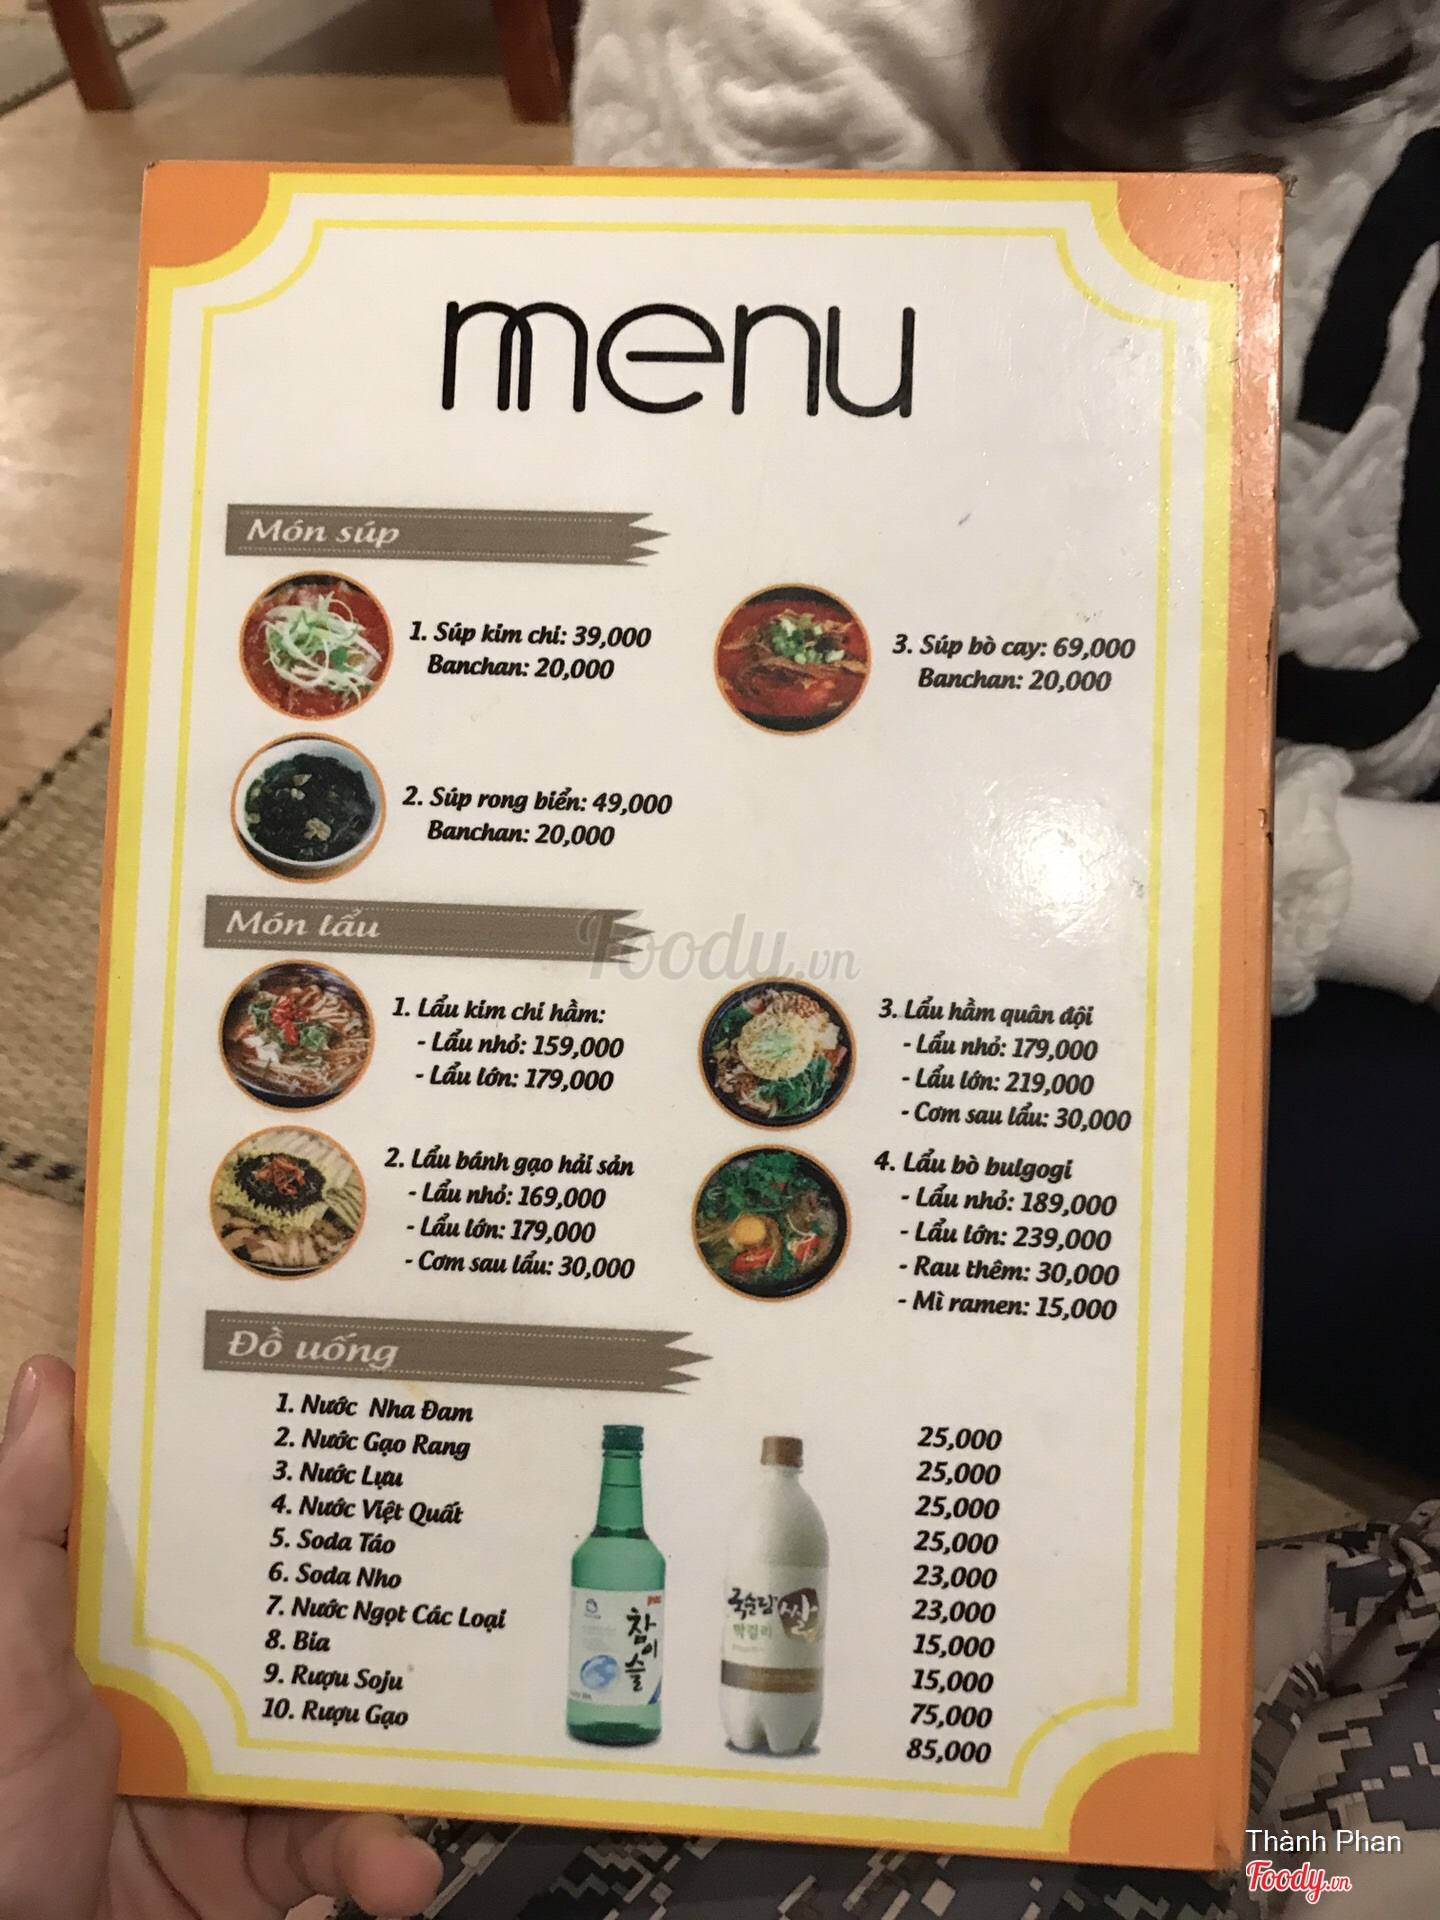 menu
Món súp
1. Súp kim chi: 39,000
Banchan: 20,000
2. Súp rong biển: 49,000
Banchan: 20,000
3. Súp bò cay: 69,000
Banchan: 20,000
Món lẩu
Foody.vn
1. Lẩu kim chi hầm:
- Lẩu nhỏ: 159,000
- Lẩu lớn: 179,000
2. Lẩu bánh gạo hải sản
- Lẩu nhỏ: 169,000
- Lẩu lớn: 179,000
- Cơm sau lẩu: 30,000
3. Lẩu hầm quân đội
- Lẩu nhỏ: 179,000
- Lẩu lớn: 219,000
- Cơm sau lẩu: 30,000
4. Lẩu bò bulgogi
- Lẩu nhỏ: 189,000
- Lẩu lớn: 239,000
- Rau thêm: 30,000
- Mì ramen: 15,000
Đồ uống
1. Nước Nha Đam 25,000
2. Nước Gạo Rang 25,000
3. Nước Lựu 25,000
4. Nước Việt Quất 25,000
5. Soda Táo 23,000
6. Soda Nho 23,000
7. Nước Ngọt Các Loại 15,000
8. Bia 15,000
9. Rượu Soju 75,000
10. Rượu Gạo 85,000
참이슬
국순당 쌀
막걸리
Thành Phan
Foody.vn